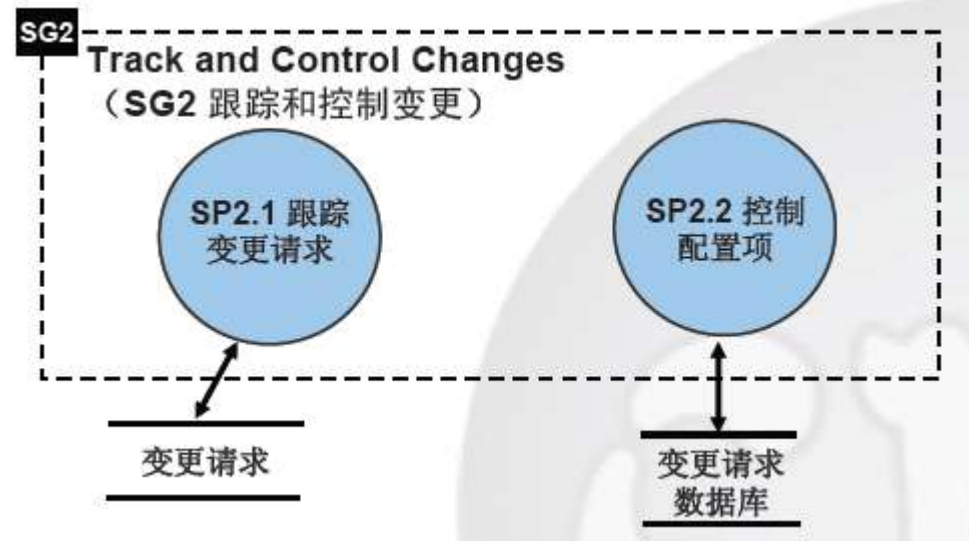 SG2
Track and Control Changes
（SG2 跟踪和控制变更）
SP2.1 跟踪
变更请求
SP2.2 控制
配置项
变更请求
变更请求
数据库